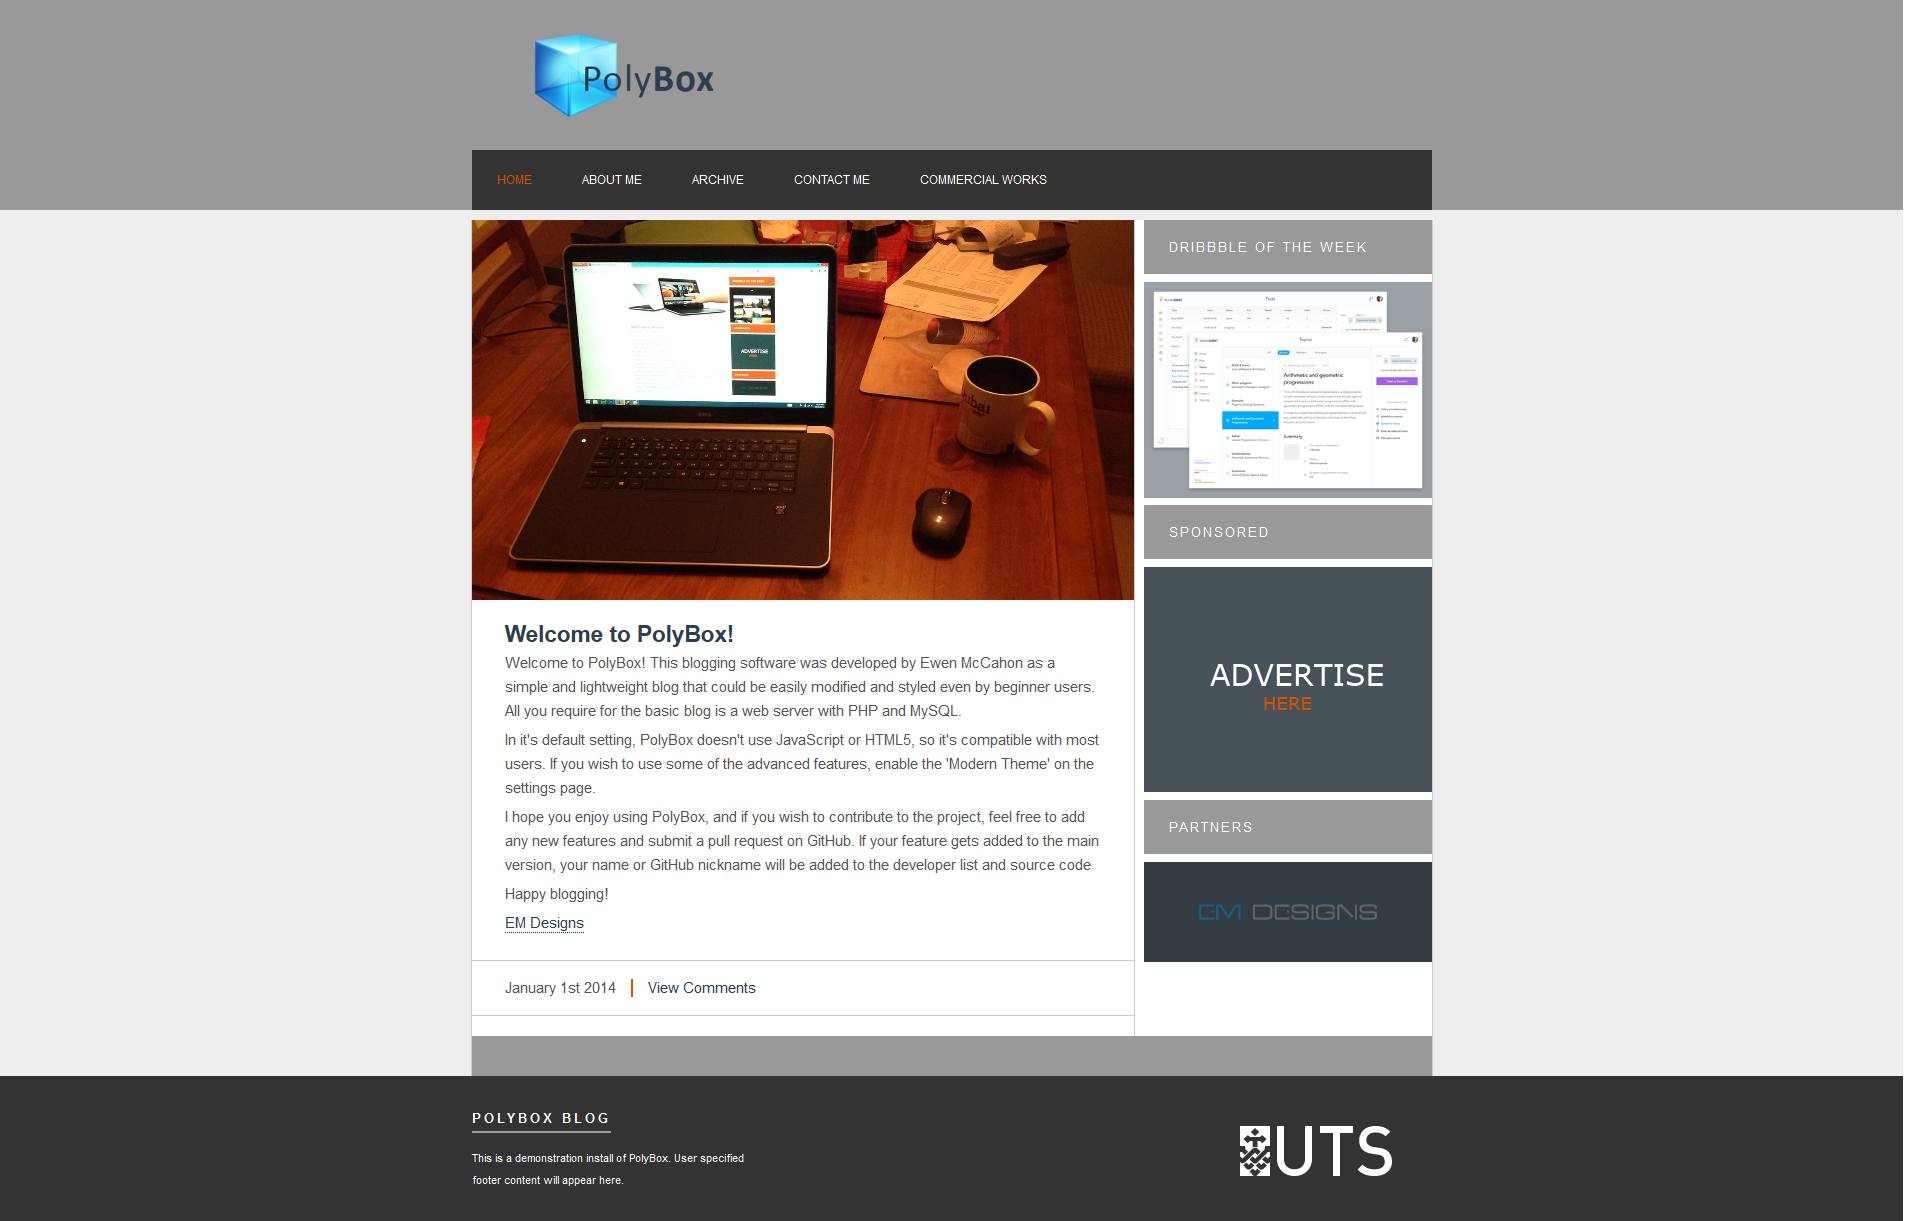 PolyBox
HOME ABOUT ME ARCHIVE CONTACT ME COMMERCIAL WORKS
DRIBBBLE OF THE WEEK
Tests
Topics
Arithmetic and geometric
progressions
Summary
SPONSORED
ADVERTISE
HERE
PARTNERS
EM DESIGNS
Welcome to PolyBox!
Welcome to PolyBox! This blogging software was developed by Ewen McCahon as a
simple and lightweight blog that could be easily modified and styled even by beginner users.
All you require for the basic blog is a web server with PHP and MySQL.
In it's default setting, PolyBox doesn't use JavaScript or HTML5, so it's compatible with most
users. If you wish to use some of the advanced features, enable the 'Modern Theme' on the
settings page.
I hope you enjoy using PolyBox, and if you wish to contribute to the project, feel free to add
any new features and submit a pull request on GitHub. If your feature gets added to the main
version, your name or GitHub nickname will be added to the developer list and source code
Happy blogging!
EM Designs
January 1st 2014 View Comments
POLYBOX BLOG
This is a demonstration install of PolyBox. User specified
footer content will appear here.
UTS